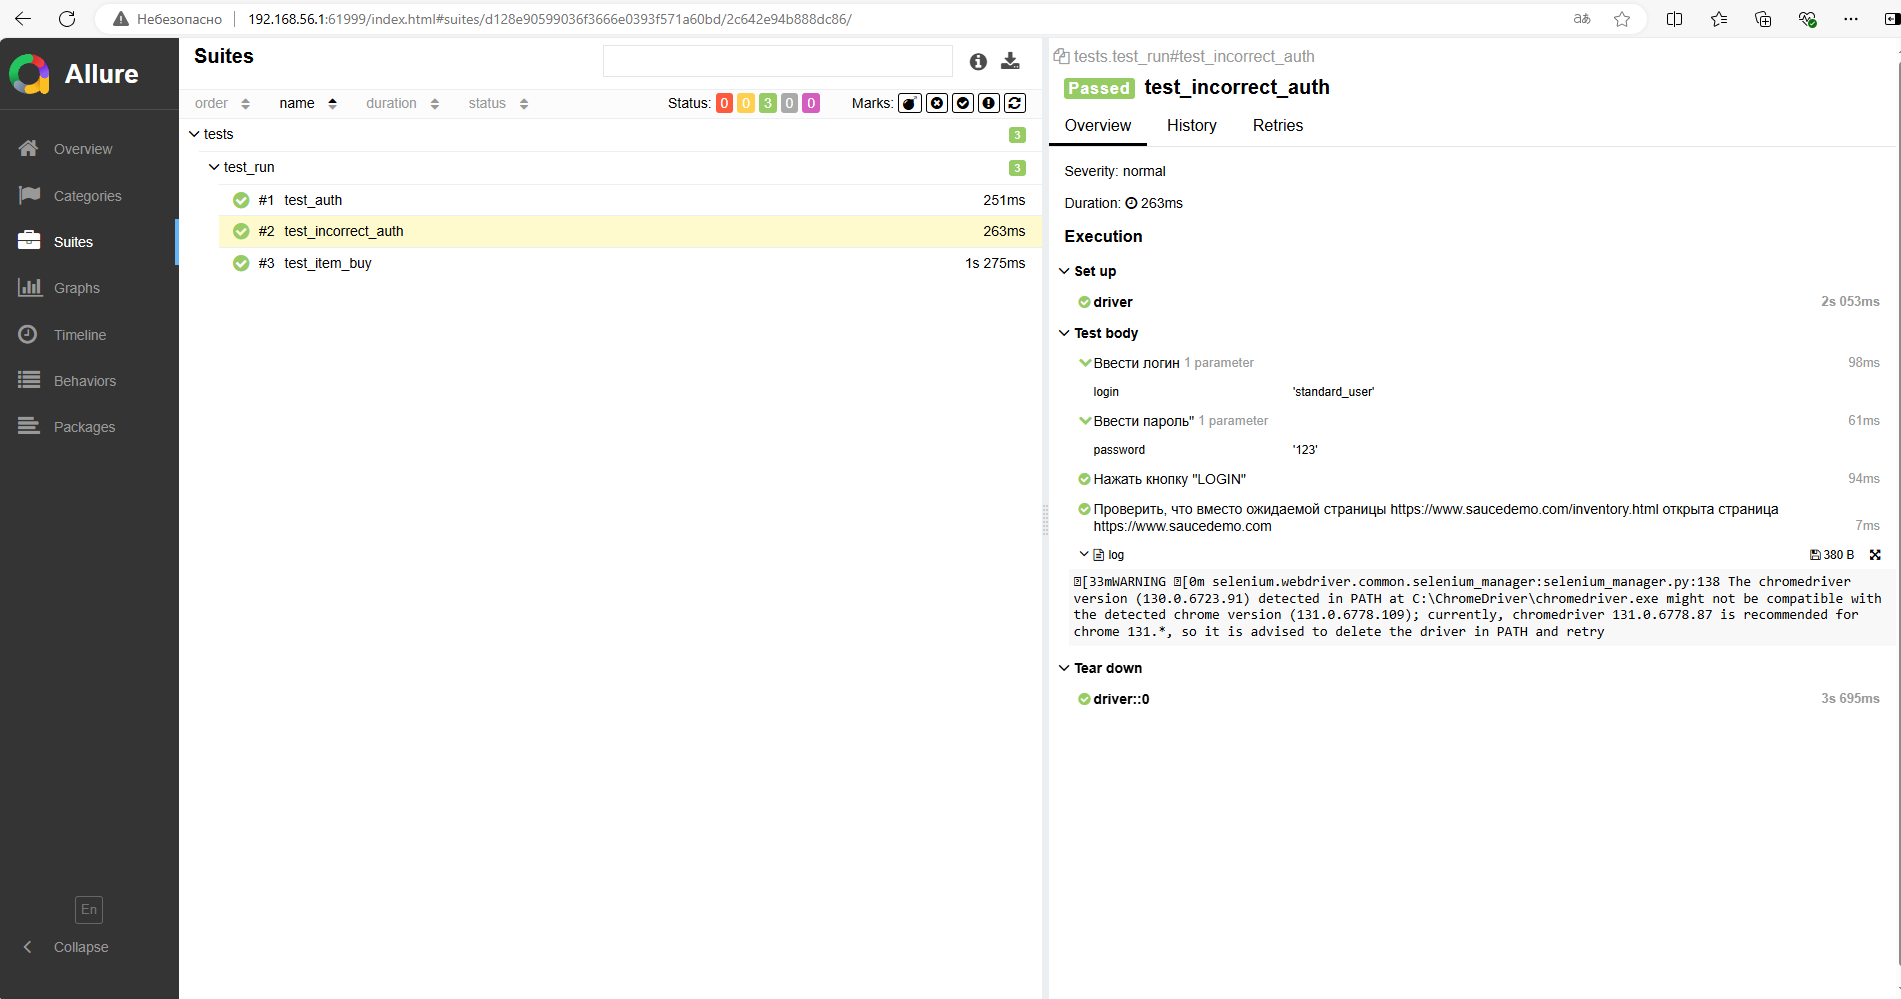 Небезопасно 192.168.56.1:61999/index.html#suites/d128e90599036f3666e0393f571a60bd/2c642e94b888dc86/
Allure
Overview
Categories
Suites
Graphs
Timeline
Behaviors
Packages
En
Collapse
Suites
order name duration status Status: 0 0 3 0 0 Marks:
tests 3
test_run 3
#1 test_auth 251ms
#2 test_incorrect_auth 263ms
#3 test_item_buy 1s 275ms
tests.test_run#test_incorrect_auth
Passed test_incorrect_auth
Overview History Retries
Severity: normal
Duration: 263ms
Execution
Set up
driver 2s 053ms
Test body
Ввести логин 1 parameter 98ms
login 'standard_user'
Ввести пароль" 1 parameter 61ms
password '123'
Нажать кнопку "LOGIN" 94ms
Проверить, что вместо ожидаемой страницы https://www.saucedemo.com/inventory.html открыта страница
https://www.saucedemo.com 7ms
log 380 B
[33mWARNING [0m selenium.webdriver.common.selenium_manager:selenium_manager.py:138 The chromedriver
version (130.0.6723.91) detected in PATH at C:\ChromeDriver\chromedriver.exe might not be compatible with
the detected chrome version (131.0.6778.109); currently, chromedriver 131.0.6778.87 is recommended for
chrome 131.*, so it is advised to delete the driver in PATH and retry
Tear down
driver::0 3s 695ms